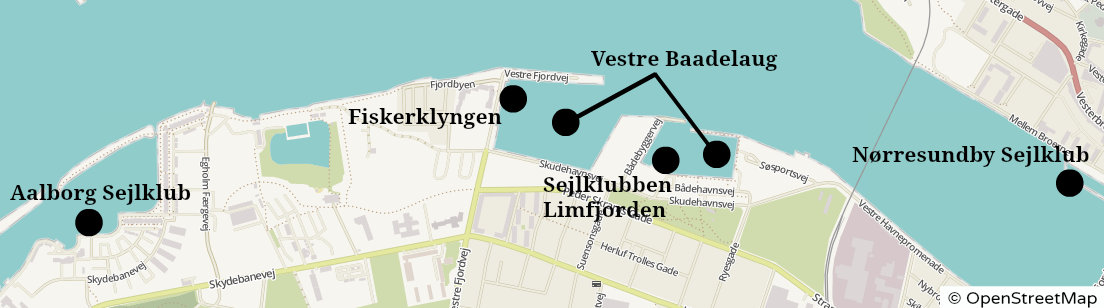 Vestre Baadelaug
Vestre Fjordvej
Fjordbyen
Fiskerklyngen
Bådebyggervej
Kirkegade
Mellem Broerne
Nørresundby Sejlklub
Skudehavnsvej
Søsportsvej
Sejlklubben
Limfjorden
Bådehavnsvej
Skudehavnsvej
Aalborg Sejlklub
Egholm Færgevej
Vestre Havnepromenade
Suensonsgade
Herluf Trolles Gade
Ryesgade
Vestre Fjordvej
Skydebanevej
Skydebanevej
© OpenStreetMap